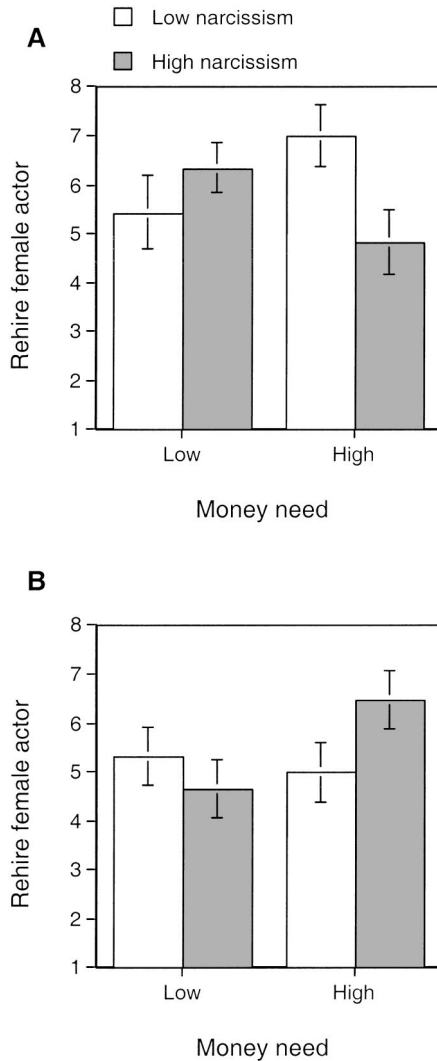 Low narcissism
A
High narcissism
8
7
6
5
4
3
2
1
Rehire female actor
Low High
Money need
B
8
7
6
5
4
3
2
1
Rehire female actor
Low High
Money need